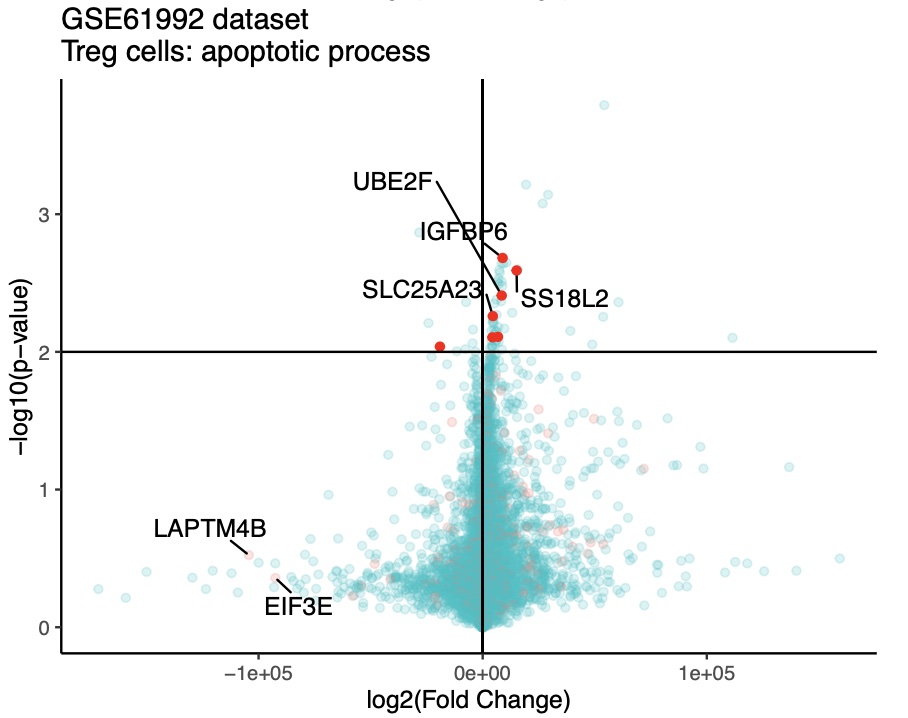 GSE61992 dataset
Treg cells: apoptotic process
UBE2F
IGFBP6
SLC25A23
SS18L2
LAPTM4B
EIF3E
3
2
1
0
−log10(p−value)
−1e+05
0e+00
1e+05
log2(Fold Change)